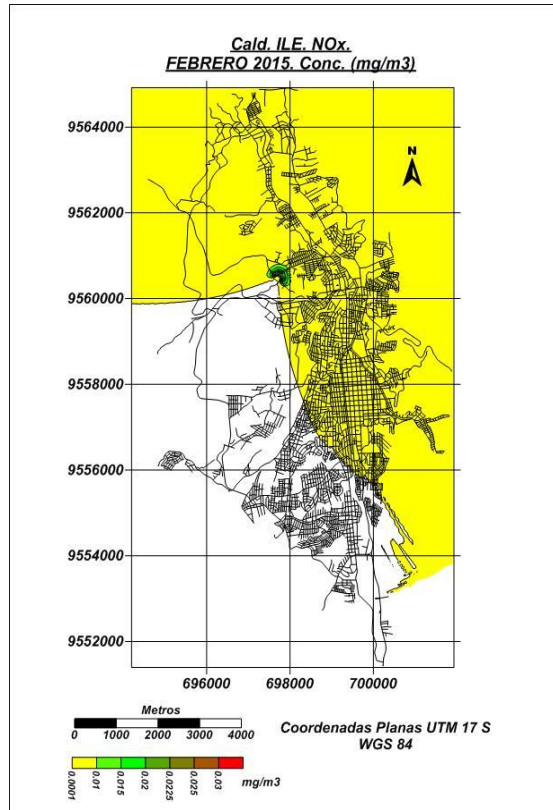 Cald. ILE. NOx.
FEBRERO 2015. Conc. (mg/m3)
9564000
N
9562000
9560000
9558000
9556000
9554000
9552000
696000 698000 700000
Metros
0 1000 2000 3000 4000
Coordenadas Planas UTM 17 S
WGS 84
0.0001 0.01 0.015 0.02 0.025 0.025 0.03
mg/m3